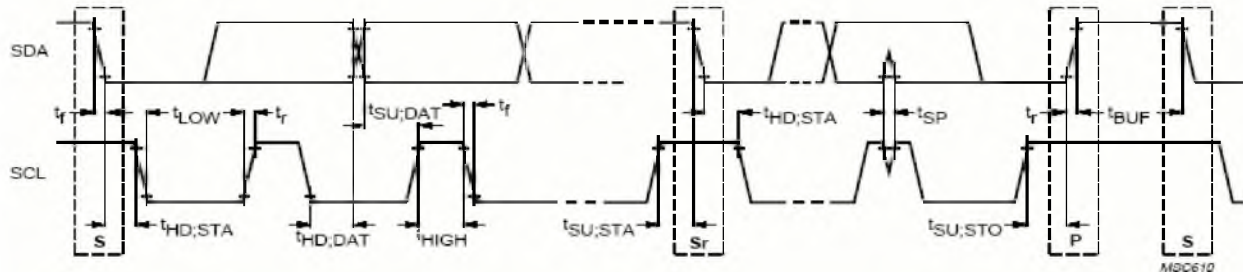 SDA
tf tLOW tr tSU;DAT tf tHD;STA tSP tr tBUF
SCL
tHD;STA tHD;DAT tHIGH tSU;STA tSU;STO
S Sr P S
MBC610